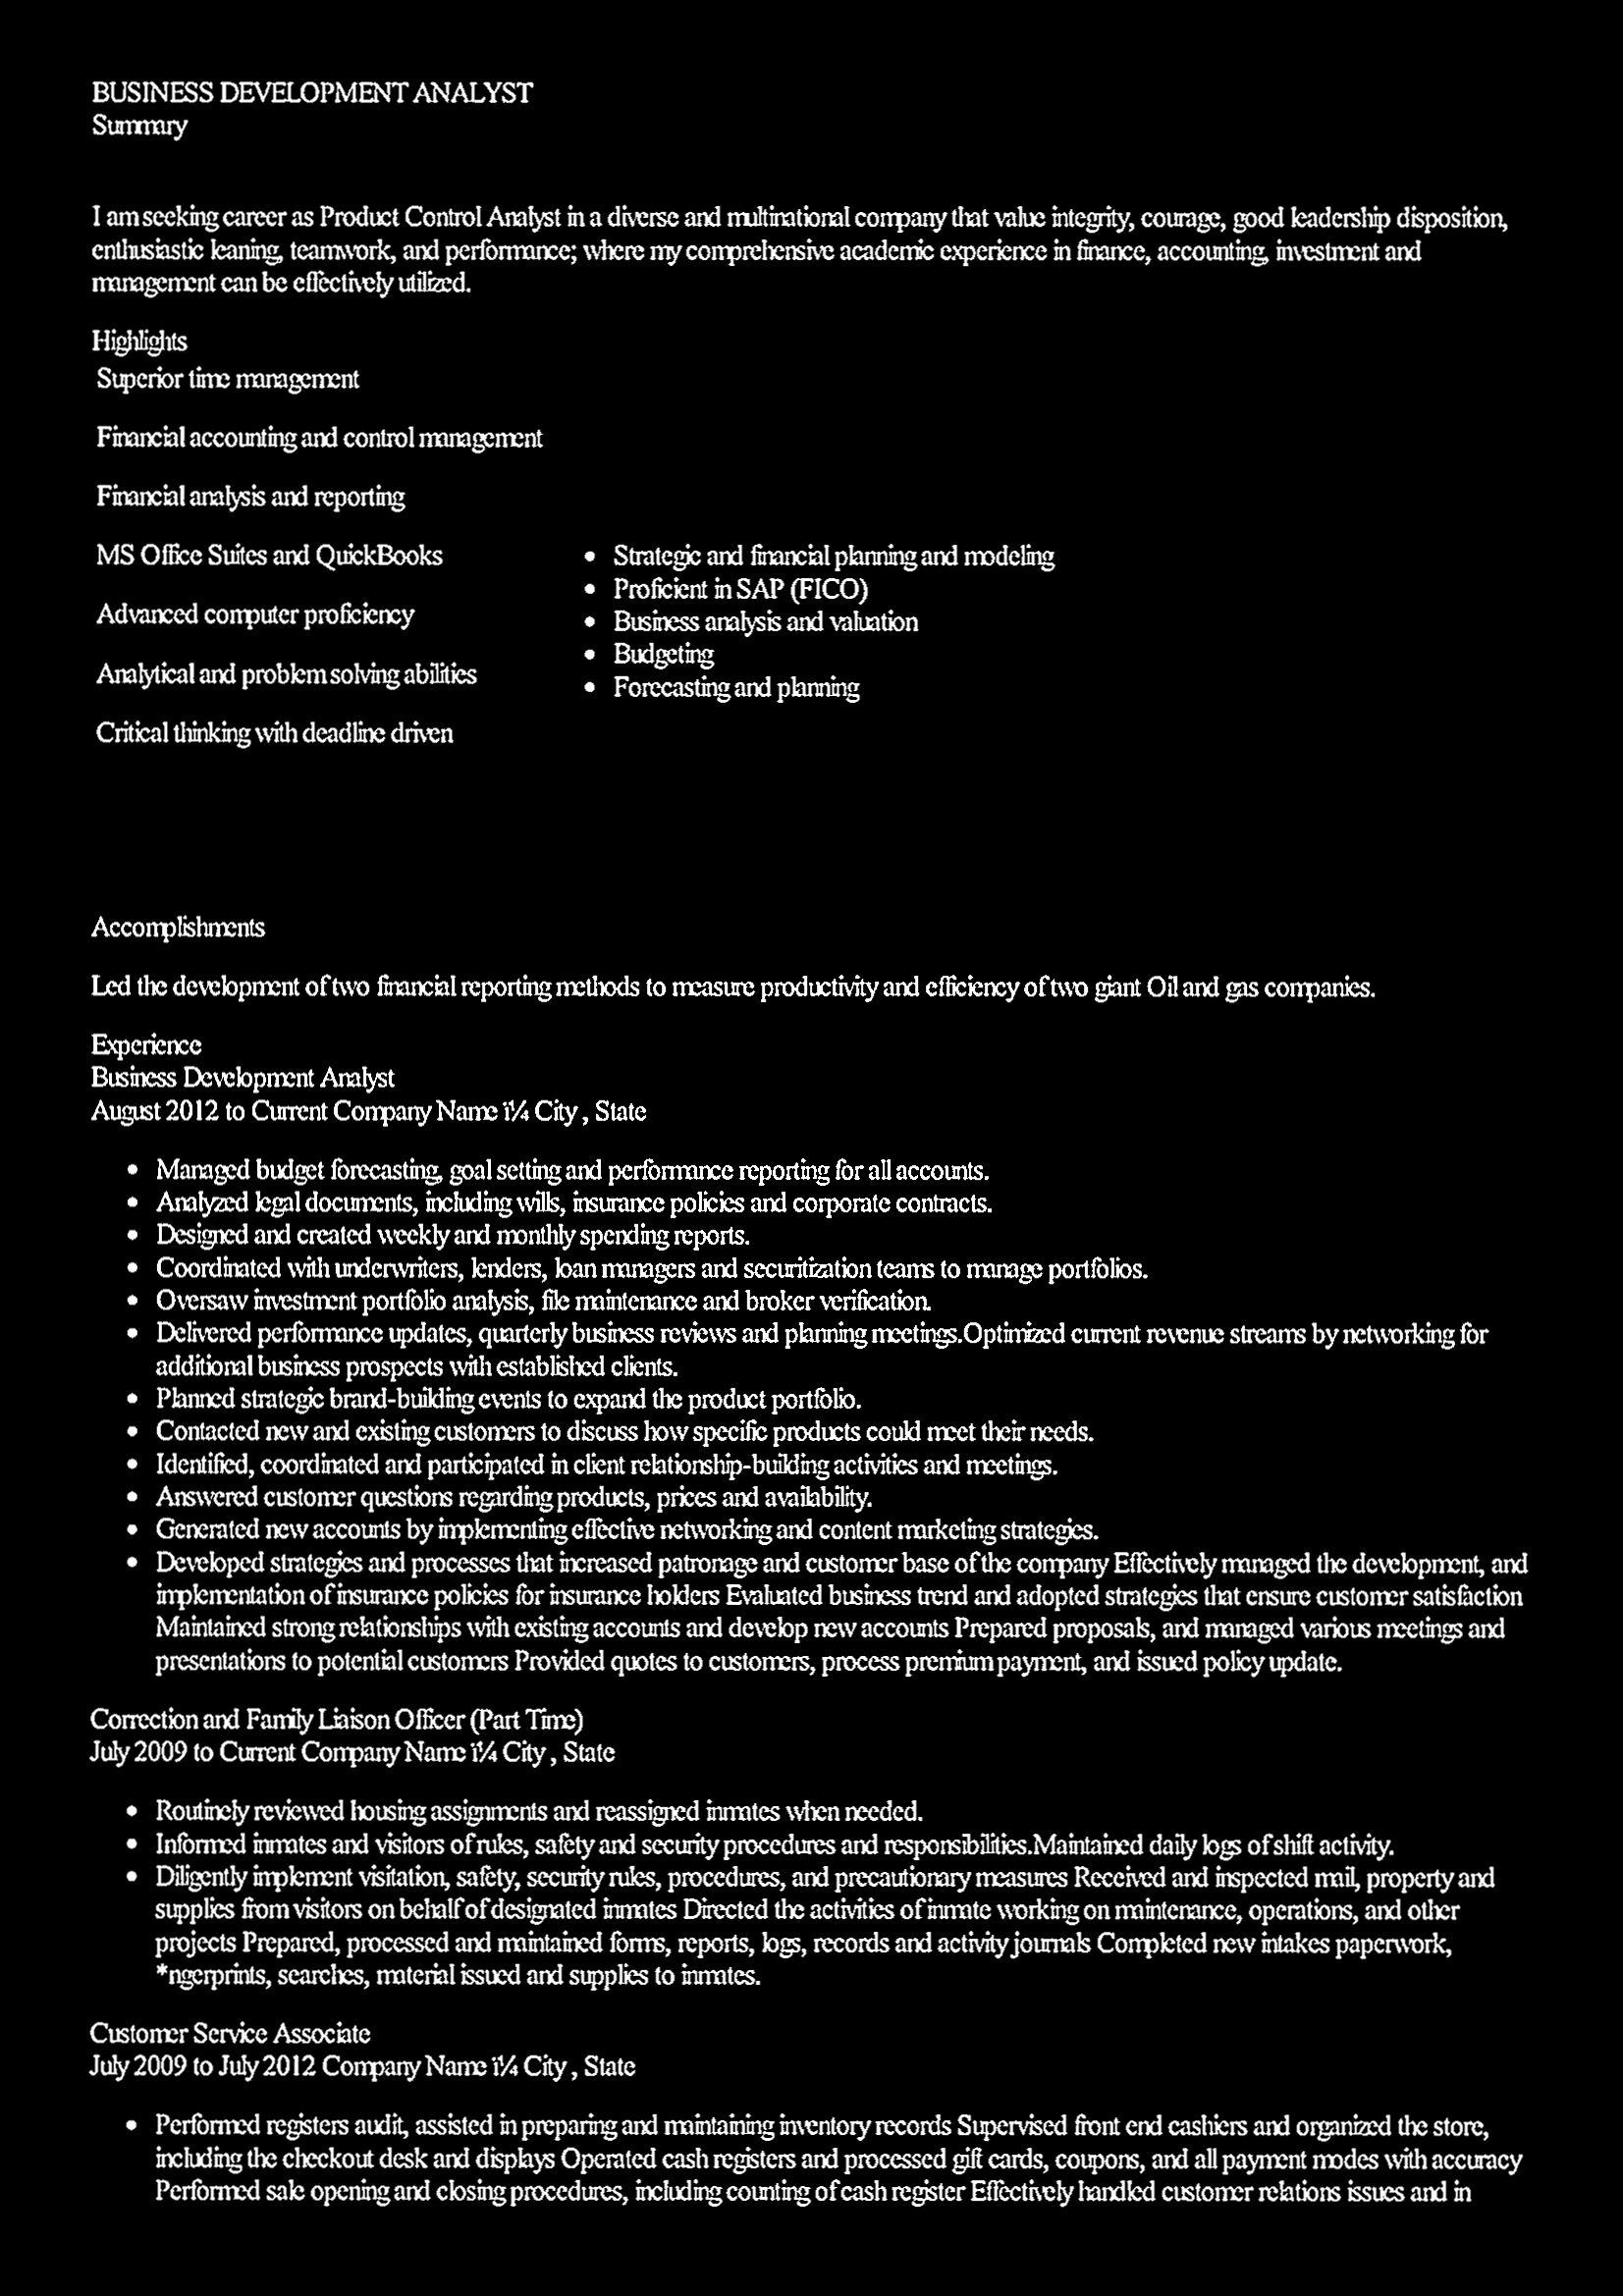 BUSINESS DEVELOPMENT ANALYST
Summary
I am seeking career as Product Control Analyst in a diverse and multinational company that value integrity, courage, good leadership disposition,
enthusiastic leaning, teamwork, and performance; where my comprehensive academic experience in finance, accounting, investment and
management can be effectively utilized.
Highlights
Superior time management
Financial accounting and control management
Financial analysis and reporting
MS Office Suites and QuickBooks
Advanced computer proficiency
Analytical and problem solving abilities
Critical thinking with deadline driven
• Strategic and financial planning and modeling
• Proficient in SAP (FICO)
• Business analysis and valuation
• Budgeting
• Forecasting and planning
Accomplishments
Led the development of two financial reporting methods to measure productivity and efficiency of two giant Oil and gas companies.
Experience
Business Development Analyst
August 2012 to Current Company Name ï¼ City , State
• Managed budget forecasting, goal setting and performance reporting for all accounts.
• Analyzed legal documents, including wills, insurance policies and corporate contracts.
• Designed and created weekly and monthly spending reports.
• Coordinated with underwriters, lenders, loan managers and securitization teams to manage portfolios.
• Oversaw investment portfolio analysis, file maintenance and broker verification.
• Delivered performance updates, quarterly business reviews and planning meetings.Optimized current revenue streams by networking for
additional business prospects with established clients.
• Planned strategic brand-building events to expand the product portfolio.
• Contacted new and existing customers to discuss how specific products could meet their needs.
• Identified, coordinated and participated in client relationship-building activities and meetings.
• Answered customer questions regarding products, prices and availability.
• Generated new accounts by implementing effective networking and content marketing strategies.
• Developed strategies and processes that increased patronage and customer base of the company Effectively managed the development, and
implementation of insurance policies for insurance holders Evaluated business trend and adopted strategies that ensure customer satisfaction
Maintained strong relationships with existing accounts and develop new accounts Prepared proposals, and managed various meetings and
presentations to potential customers Provided quotes to customers, process premium payment, and issued policy update.
Correction and Family Liaison Officer (Part Time)
July 2009 to Current Company Name ï¼ City , State
• Routinely reviewed housing assignments and reassigned inmates when needed.
• Informed inmates and visitors of rules, safety and security procedures and responsibilities.Maintained daily logs of shift activity.
• Diligently implement visitation, safety, security rules, procedures, and precautionary measures Received and inspected mail, property and
supplies from visitors on behalf of designated inmates Directed the activities of inmate working on maintenance, operations, and other
projects Prepared, processed and maintained forms, reports, logs, records and activity journals Completed new intakes paperwork,
*ngerprints, searches, material issued and supplies to inmates.
Customer Service Associate
July 2009 to July 2012 Company Name ï¼ City , State
• Performed registers audit, assisted in preparing and maintaining inventory records Supervised front end cashiers and organized the store,
including the checkout desk and displays Operated cash registers and processed gift cards, coupons, and all payment modes with accuracy
Performed sale opening and closing procedures, including counting of cash register Effectively handled customer relations issues and in